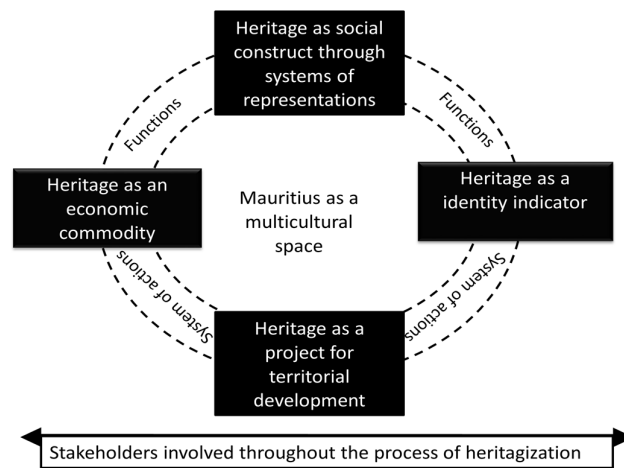 Heritage as social
construct through
systems of
representations
Functions
Functions
Heritage as an
economic
commodity
Mauritius as a
multicultural
space
Heritage as a
identity indicator
System of actions
System of actions
Heritage as a
project for
territorial
development
Stakeholders involved throughout the process of heritagization